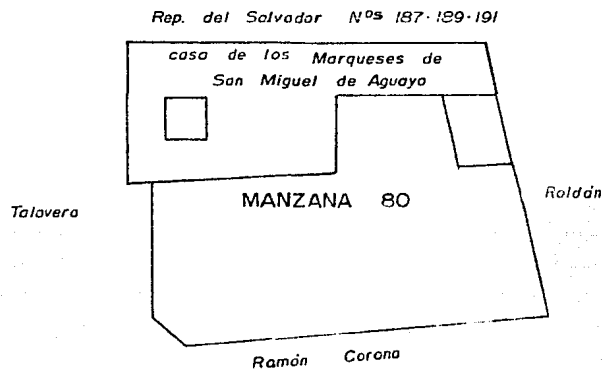 Rep. del Salvador Nos 187-189-191
casa de los Marqueses de
San Miguel de Aguayo
MANZANA 80
Talavera
Roldán
Ramón Corona